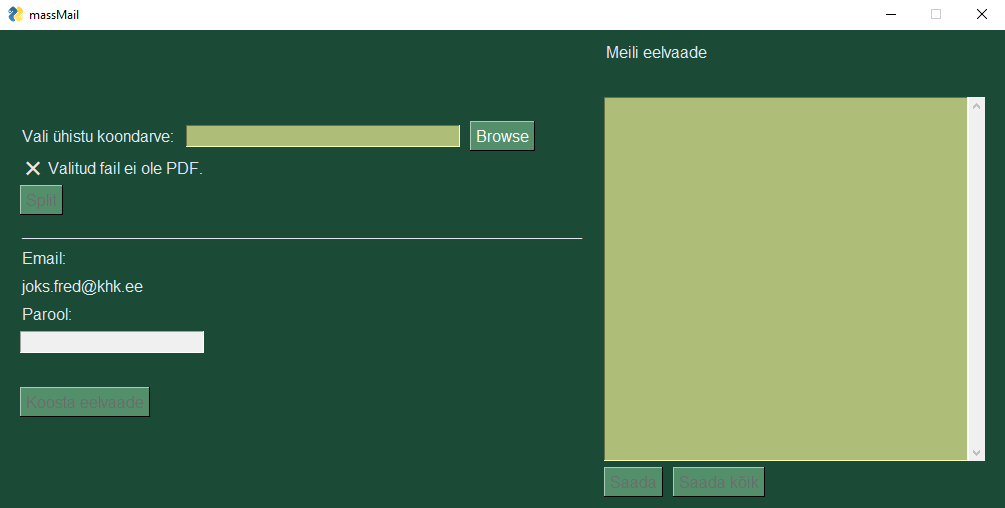 massMail
Meili eelvaade
Vali ühistu koondarve:
Browse
Valitud fail ei ole PDF.
Split
Email:
joks.fred@khk.ee
Parool:
Koosta eelvaade
Saada
Saada kõik